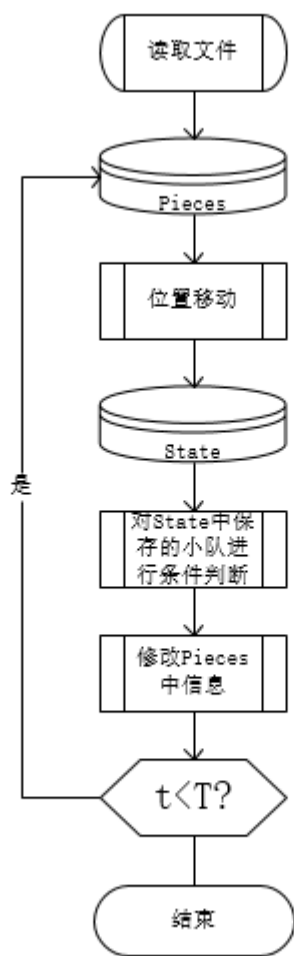 读取文件
Pieces
位置移动
State
是
对State中保
存的小队进
行条件判断
修改Pieces
中信息
t<T?
结束